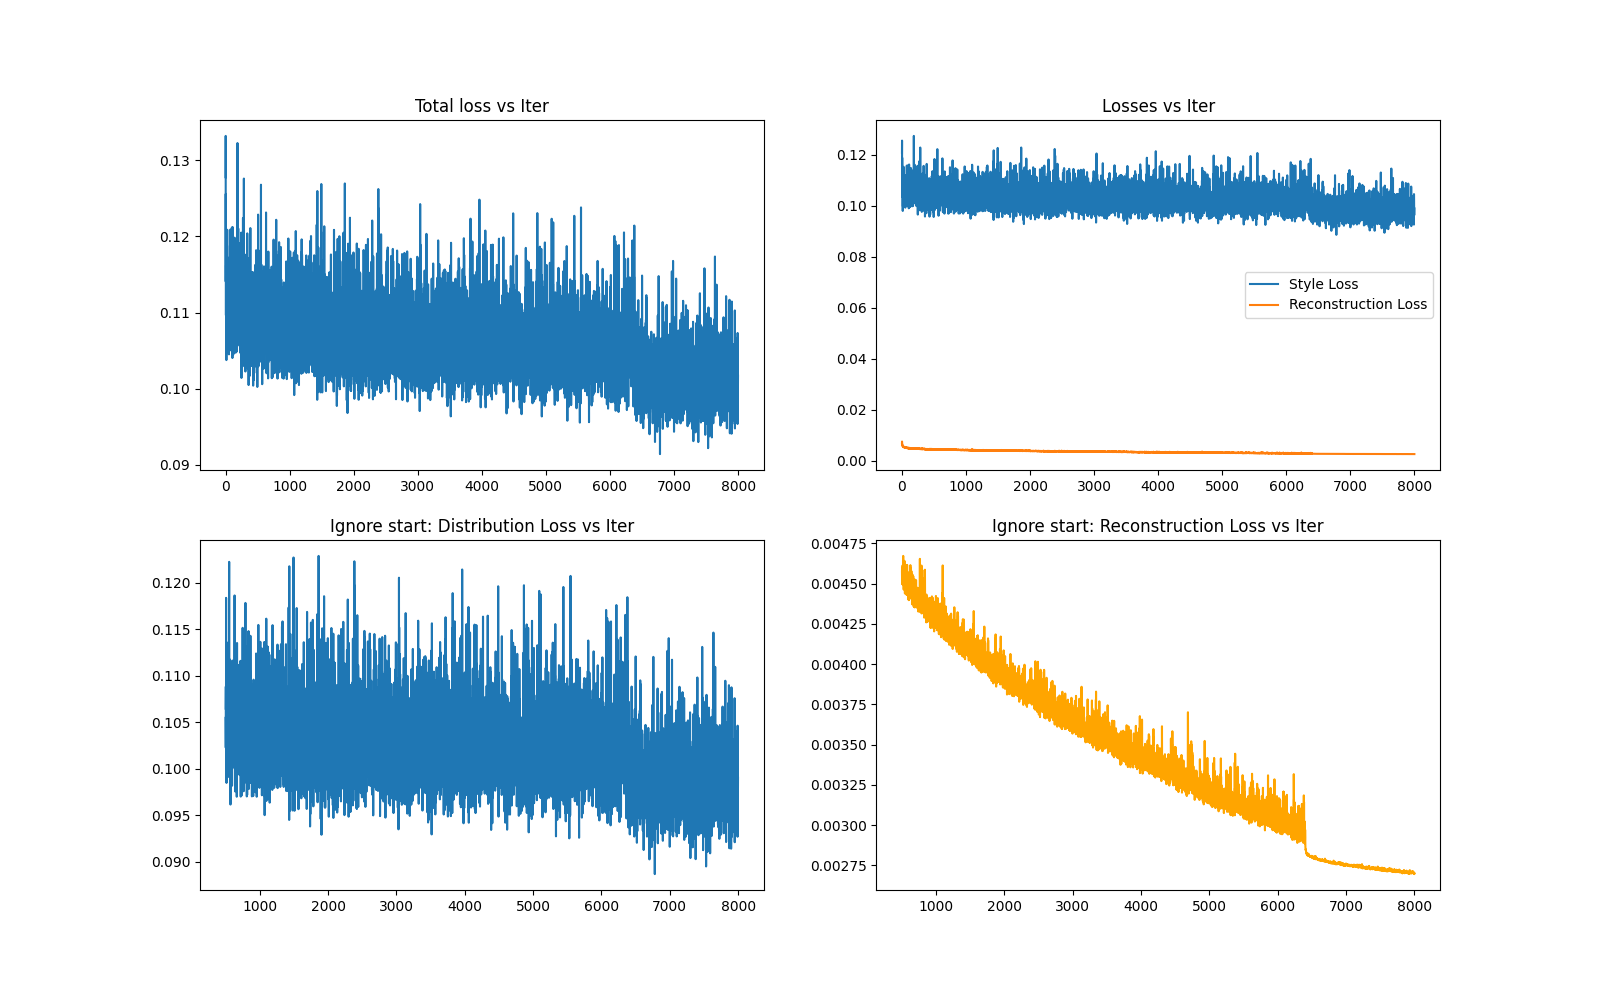 Total loss vs Iter
0.13
0.12
0.11
0.10
0.09
0 1000 2000 3000 4000 5000 6000 7000 8000
Losses vs Iter
0.12
0.10
0.08
0.06
0.04
0.02
0.00
Style Loss
Reconstruction Loss
0 1000 2000 3000 4000 5000 6000 7000 8000
Ignore start: Distribution Loss vs Iter
0.120
0.115
0.110
0.105
0.100
0.095
0.090
1000 2000 3000 4000 5000 6000 7000 8000
Ignore start: Reconstruction Loss vs Iter
0.00475
0.00450
0.00425
0.00400
0.00375
0.00350
0.00325
0.00300
0.00275
1000 2000 3000 4000 5000 6000 7000 8000